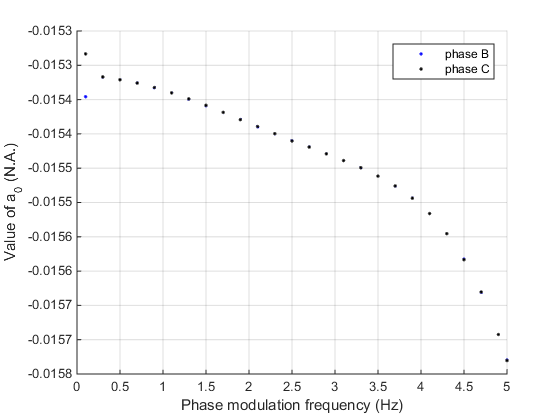 -0.0153
-0.0153
-0.0154
-0.0154
-0.0155
-0.0155
-0.0156
-0.0156
-0.0157
-0.0157
-0.0158
Value of a0 (N.A.)
phase B
phase C
0 0.5 1 1.5 2 2.5 3 3.5 4 4.5 5
Phase modulation frequency (Hz)